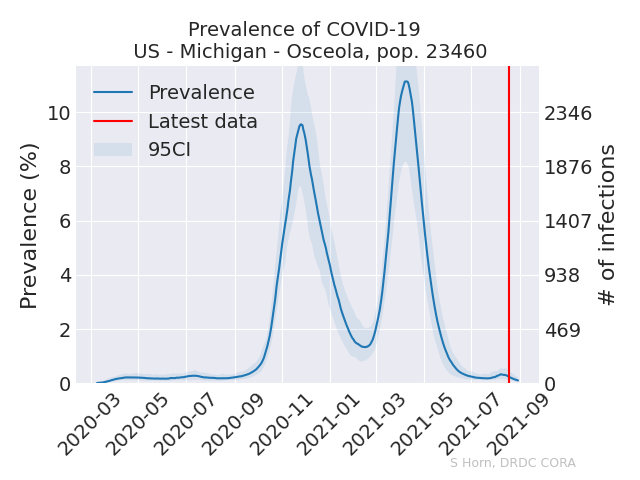 Prevalence of COVID-19
US - Michigan - Osceola, pop. 23460
Prevalence
Latest data
95CI
Prevalence (%)
10
8
6
4
2
0
2346
1876
1407
938
469
0
# of infections
2020-03
2020-05
2020-07
2020-09
2020-11
2021-01
2021-03
2021-05
2021-07
2021-09
S Horn, DRDC CORA